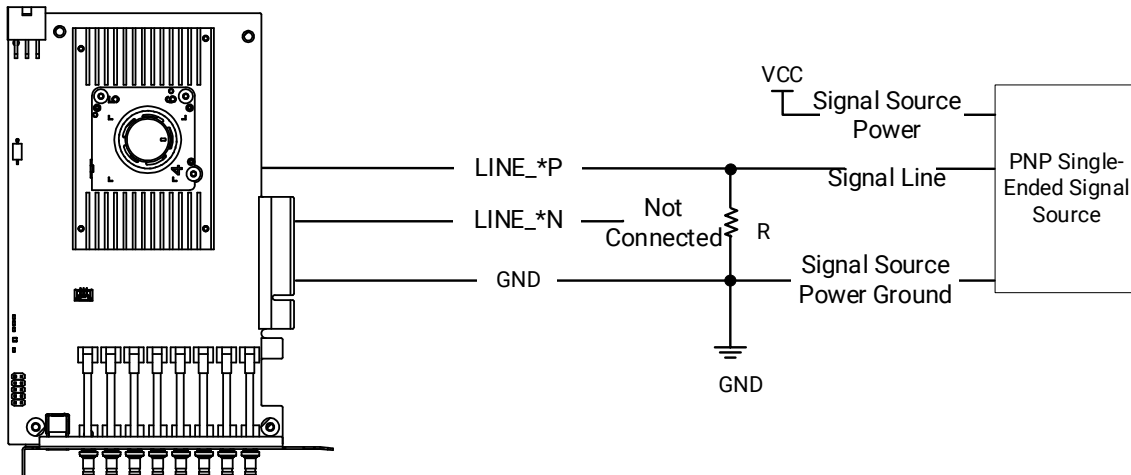 VCC
Signal Source
Power
LINE_*P
Signal Line
PNP Single-
Ended Signal
Source
LINE_*N
Not
Connected
R
GND
Signal Source
Power Ground
GND